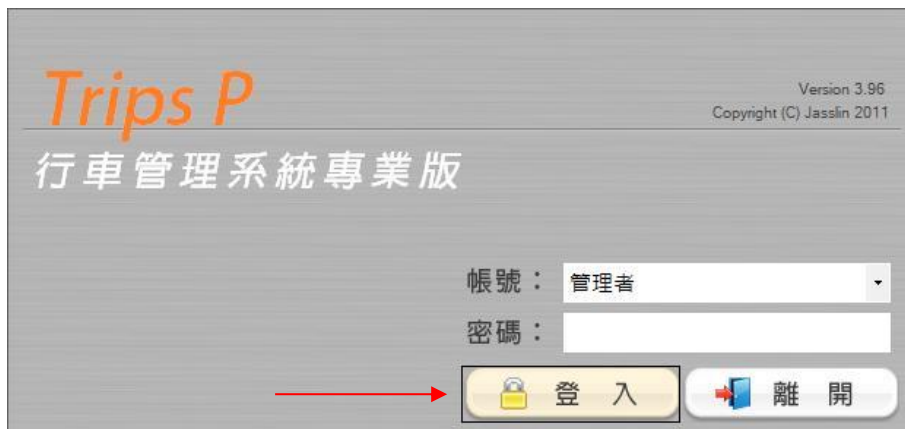 Trips P
Version 3.96
Copyright (C) Jasslin 2011
行車管理系統專業版
帳號： 管理者
密碼：
登 入 離 開